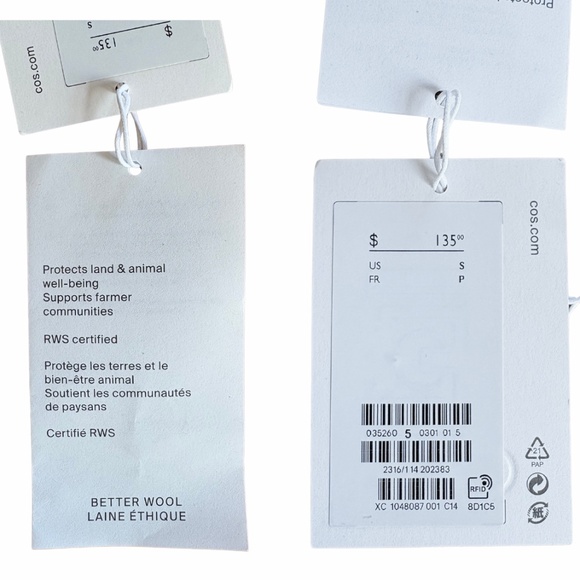 cos.com
$ 135⁰⁰
S
Protects land & animal
well-being
Supports farmer
communities
RWS certified
Protège les terres et le
bien-être animal
Soutient les communautés
de paysans
Certifié RWS
BETTER WOOL
LAINE ÉTHIQUE
$ 135⁰⁰
US S
FR P
cos.com
035260 5 0301 01 5
2316/114 202383
XC 1048087 001 C14
RFID
8D1C5
21
PAP
紙